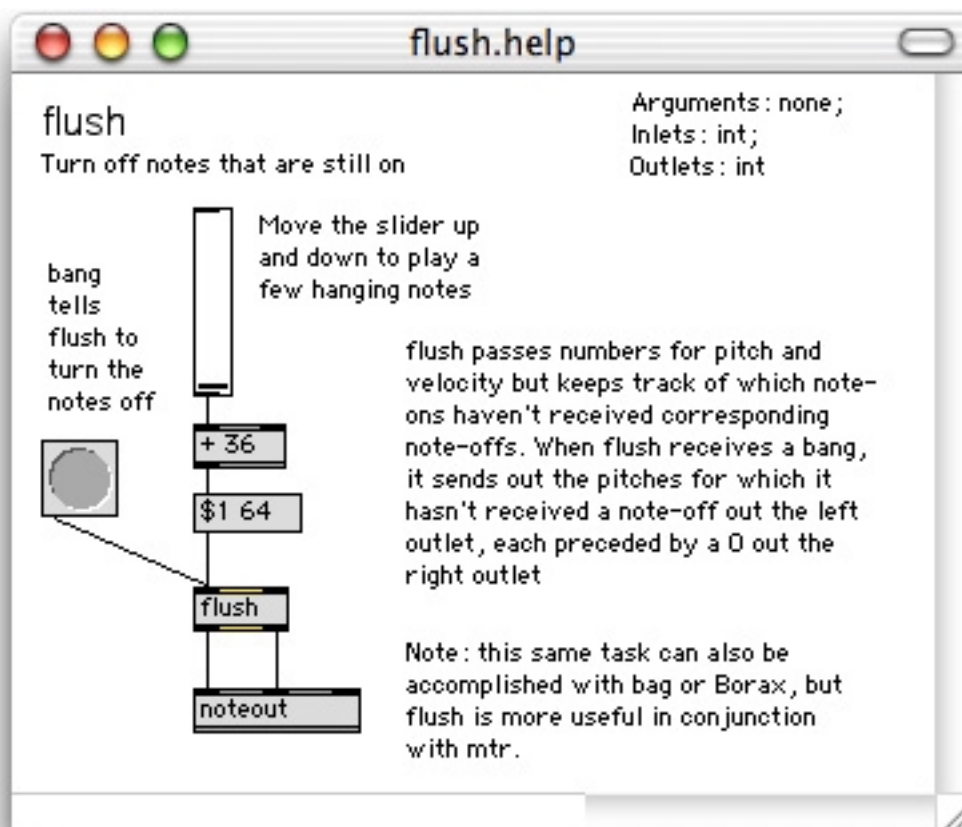 flush.help
flush
Turn off notes that are still on
Arguments: none;
Inlets: int;
Outlets: int
Move the slider up
and down to play a
few hanging notes
bang
tells
flush to
turn the
notes off
flush passes numbers for pitch and
velocity but keeps track of which note-
ons haven't received corresponding
note-offs. When flush receives a bang,
it sends out the pitches for which it
hasn't received a note-off out the left
outlet, each preceded by a 0 out the
right outlet
+ 36
$1 64
flush
noteout
Note: this same task can also be
accomplished with bag or Borax, but
flush is more useful in conjunction
with mtr.